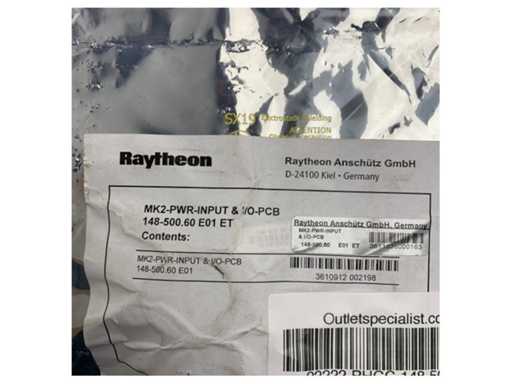 Electrostatic Shielding
ATTENTION
Raytheon
Raytheon Anschütz GmbH
D-24100 Kiel • Germany
MK2-PWR-INPUT & I/O-PCB
148-500.60 E01 ET
Contents:
Raytheon Anschütz GmbH, Germany
MK2-PWR-INPUT
& I/O-PCB
148-500.60 E01 ET
MK2-PWR-INPUT & I/O-PCB
148-500.60 E01
3610912 002198
Outletspecialist.co